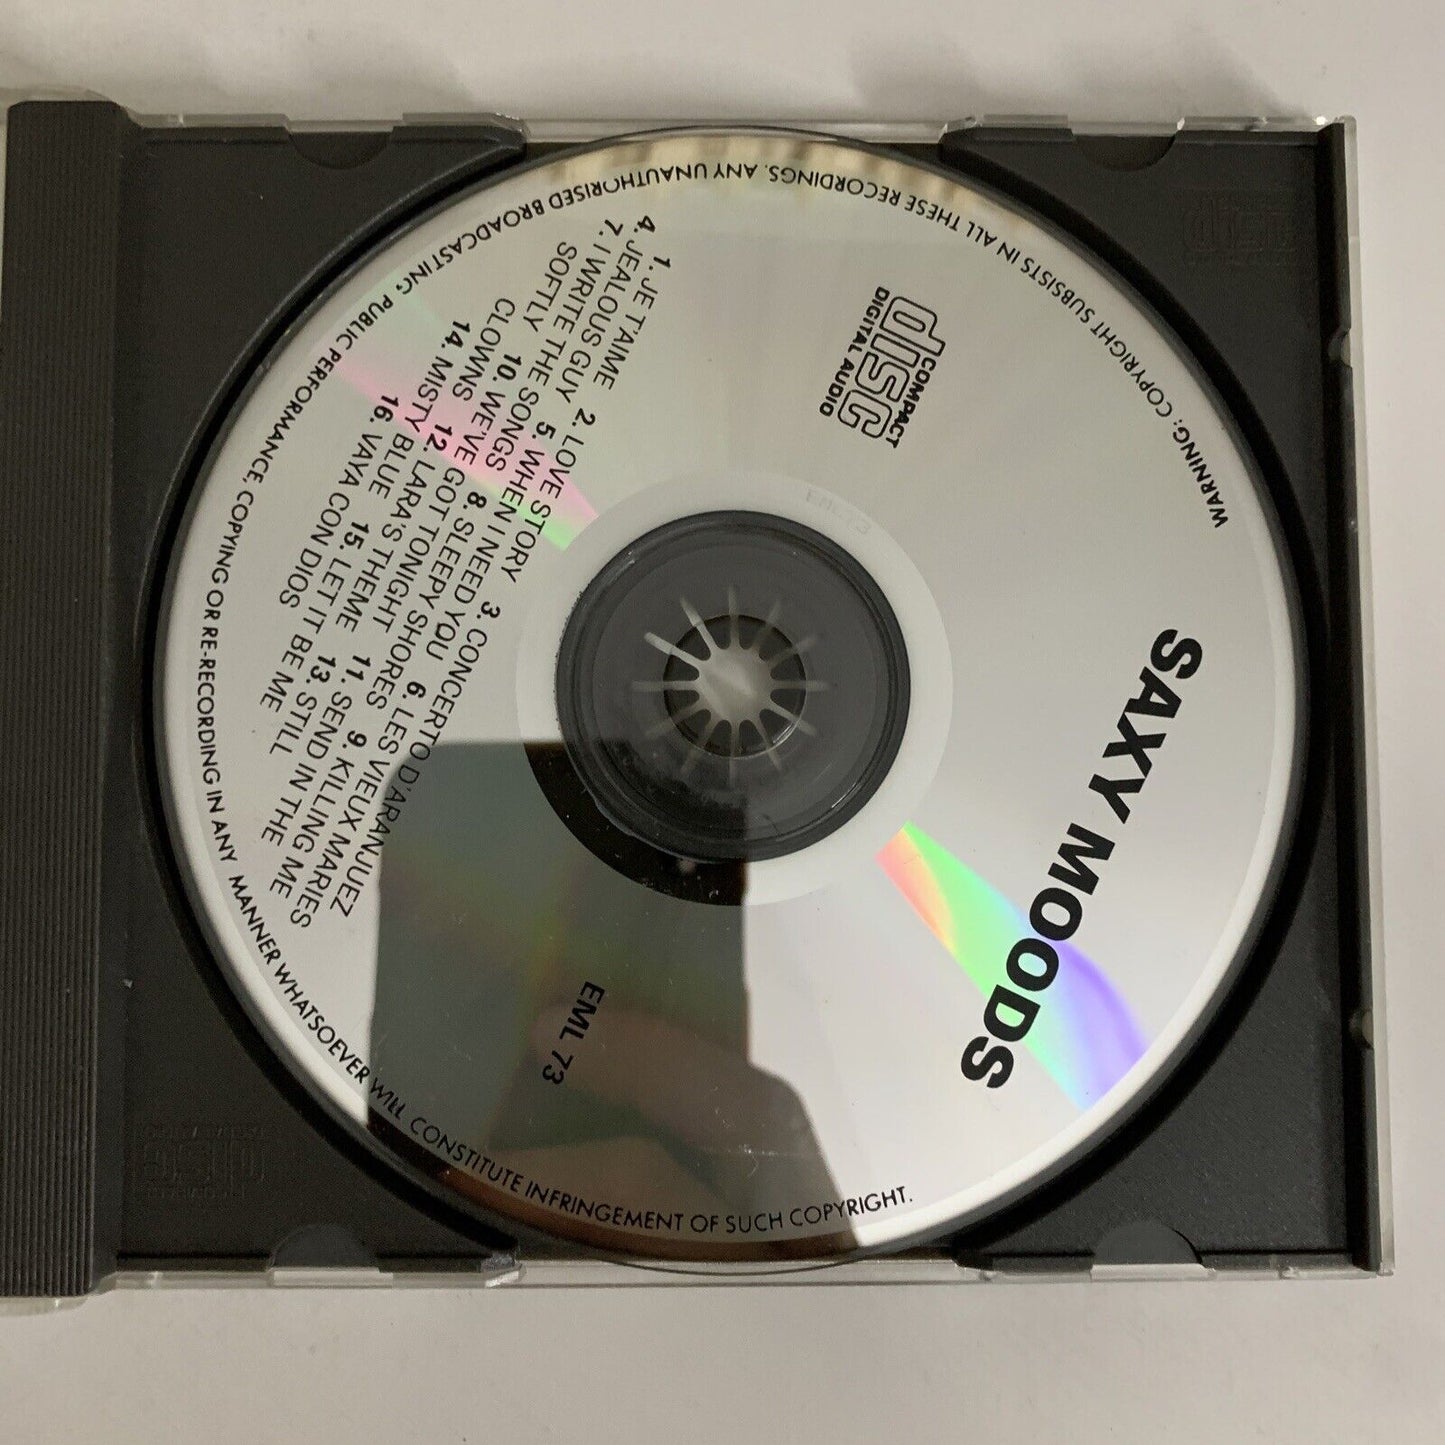 SAXY MOODS
COMPACT
disc
DIGITAL AUDIO
EML 73
1. JE T'AIME 2. LOVE STORY 3. CONCERTO D'ARANJUEZ
4. JEALOUS GUY 5. WHEN I NEED YOU 6. LES VIEUX MARIES
7. I WRITE THE SONGS 8. SLEEPY SHORES 9. KILLING ME
SOFTLY 10. WE'VE GOT TONIGHT 11. SEND IN THE
CLOWNS 12. LARA'S THEME 13. STILL
14. MISTY BLUE 15. LET IT BE ME
16. VAYA CON DIOS
WARNING: COPYRIGHT SUBSISTS IN ALL THESE RECORDINGS. ANY UNAUTHORISED BROADCASTING, PUBLIC PERFORMANCE, COPYING OR RE-RECORDING IN ANY MANNER WHATSOEVER WILL CONSTITUTE INFRINGEMENT OF SUCH COPYRIGHT.